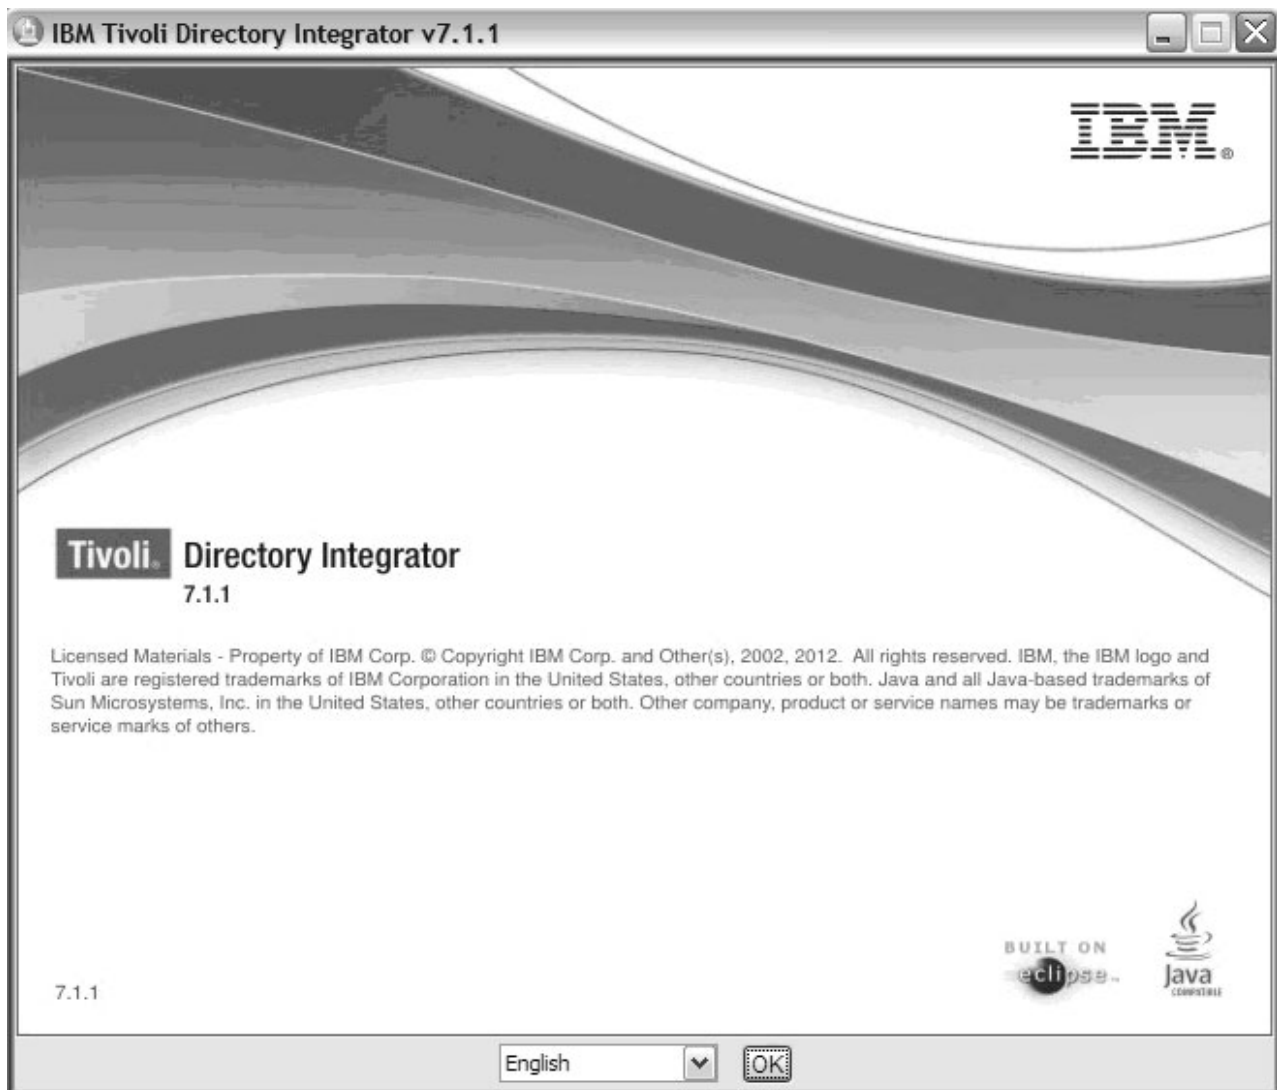 IBM Tivoli Directory Integrator v7.1.1
IBM®
Tivoli® Directory Integrator
7.1.1
Licensed Materials - Property of IBM Corp. © Copyright IBM Corp. and Other(s), 2002, 2012.  All rights reserved. IBM, the IBM logo and
Tivoli are registered trademarks of IBM Corporation in the United States, other countries or both. Java and all Java-based trademarks of
Sun Microsystems, Inc. in the United States, other countries or both. Other company, product or service names may be trademarks or
service marks of others.
BUILT ON
eclipse™
Java
COMPATIBLE
7.1.1
English
OK